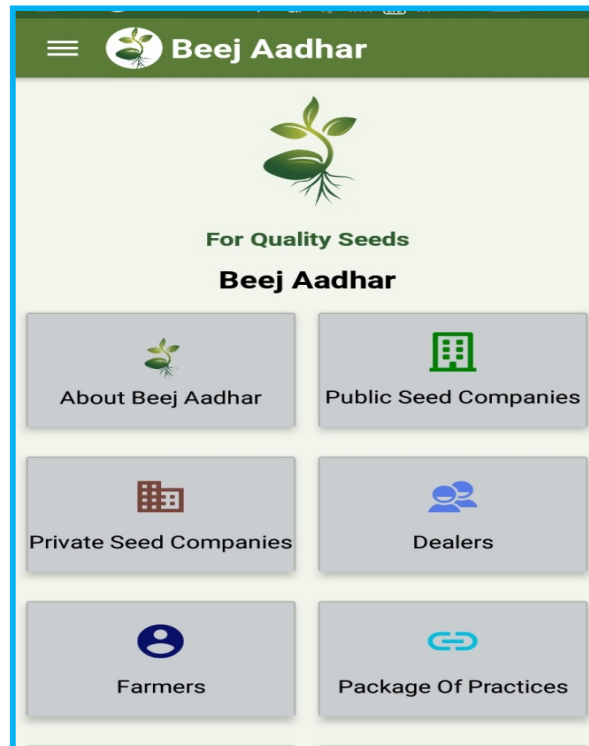 Beej Aadhar
For Quality Seeds
Beej Aadhar
About Beej Aadhar
Public Seed Companies
Private Seed Companies
Dealers
Farmers
Package Of Practices